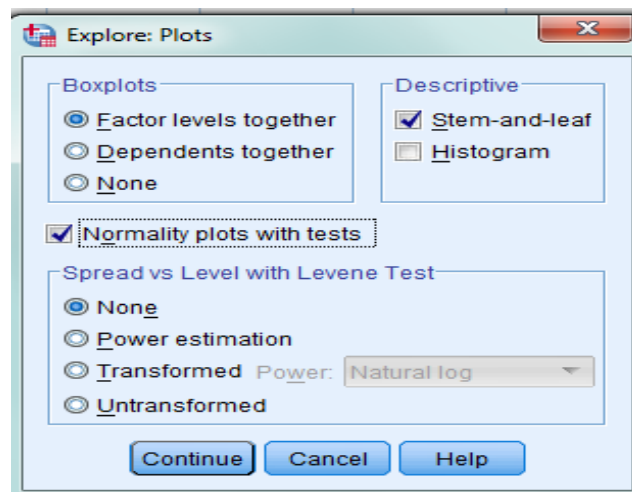 Explore: Plots
Boxplots
Factor levels together
Dependents together
None
Descriptive
Stem-and-leaf
Histogram
Normality plots with tests
Spread vs Level with Levene Test
None
Power estimation
Transformed Power: Natural log
Untransformed
Continue Cancel Help